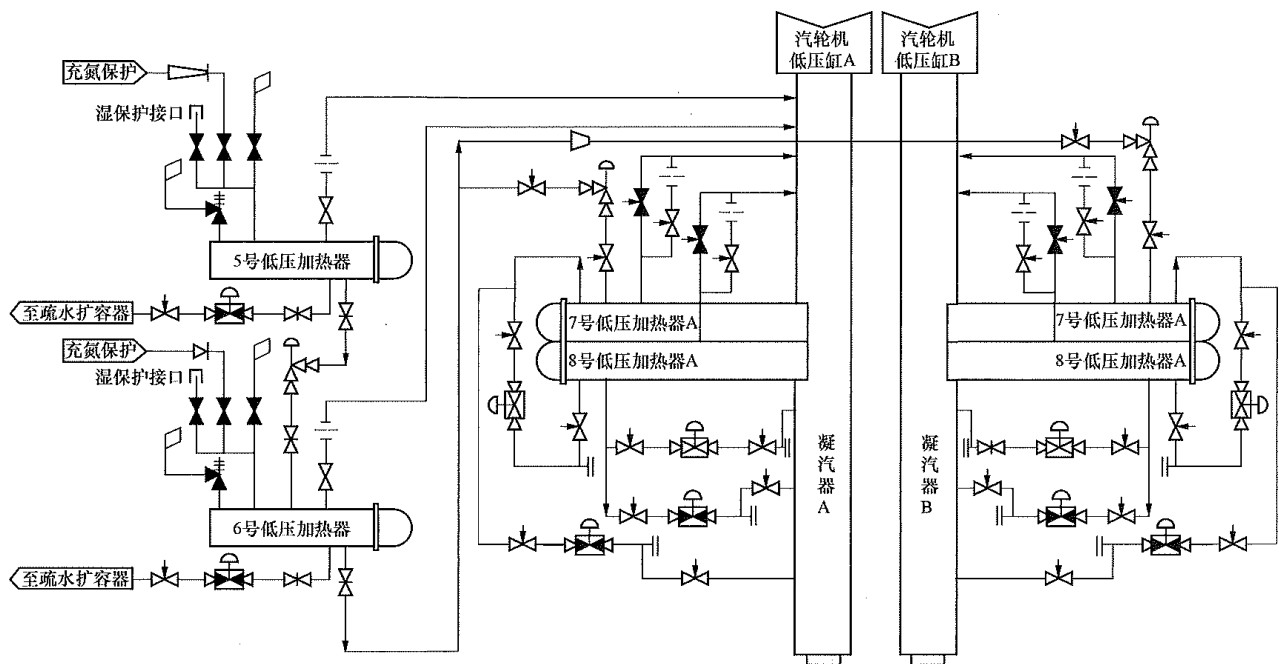 汽轮机
低压缸A
汽轮机
低压缸B
充氮保护
湿保护接口
5号低压加热器
至疏水扩容器
充氮保护
湿保护接口
7号低压加热器A
8号低压加热器A
7号低压加热器A
8号低压加热器A
凝汽器A
凝汽器B
6号低压加热器
至疏水扩容器